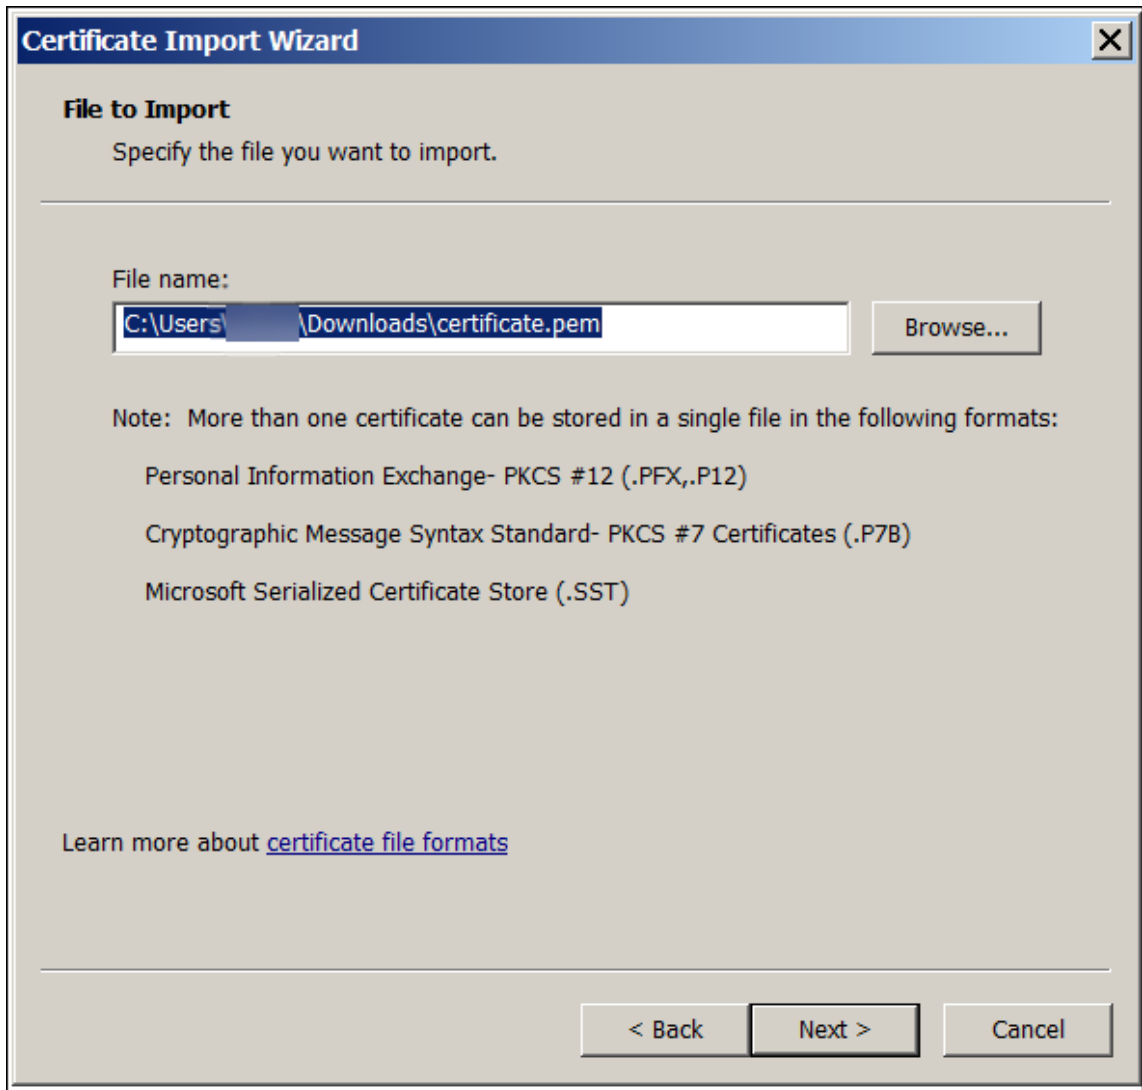 Certificate Import Wizard
File to Import
Specify the file you want to import.
File name:
C:\Users\ \Downloads\certificate.pem
Browse...
Note: More than one certificate can be stored in a single file in the following formats:
Personal Information Exchange- PKCS #12 (.PFX,.P12)
Cryptographic Message Syntax Standard- PKCS #7 Certificates (.P7B)
Microsoft Serialized Certificate Store (.SST)
Learn more about certificate file formats
< Back
Next >
Cancel